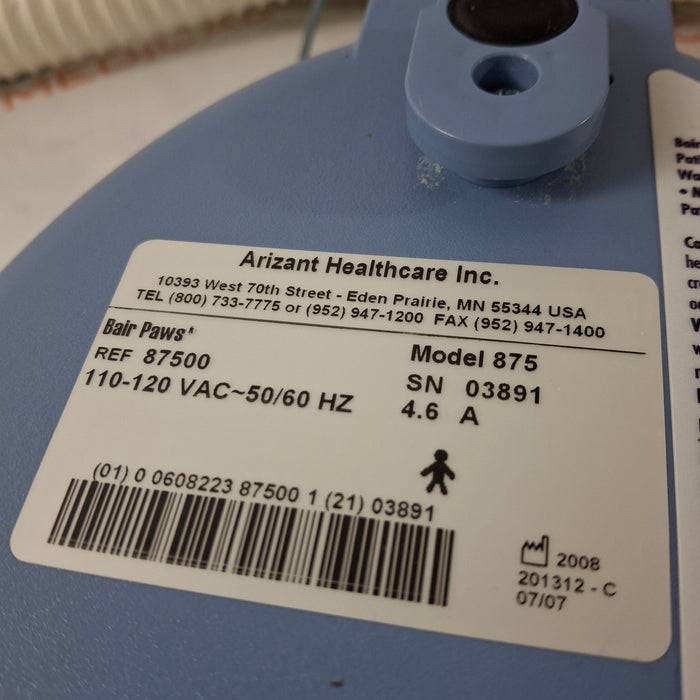 MEDICK
Arizant Healthcare Inc.
10393 West 70th Street - Eden Prairie, MN 55344 USA
TEL (800) 733-7775 or (952) 947-1200 FAX (952) 947-1400
Bair Paws®
REF 87500
Model 875
110-120 VAC~50/60 HZ
SN 03891
4.6 A
(01) 0 0608223 87500 1 (21) 03891
2008
201312 - C
07/07
Bair